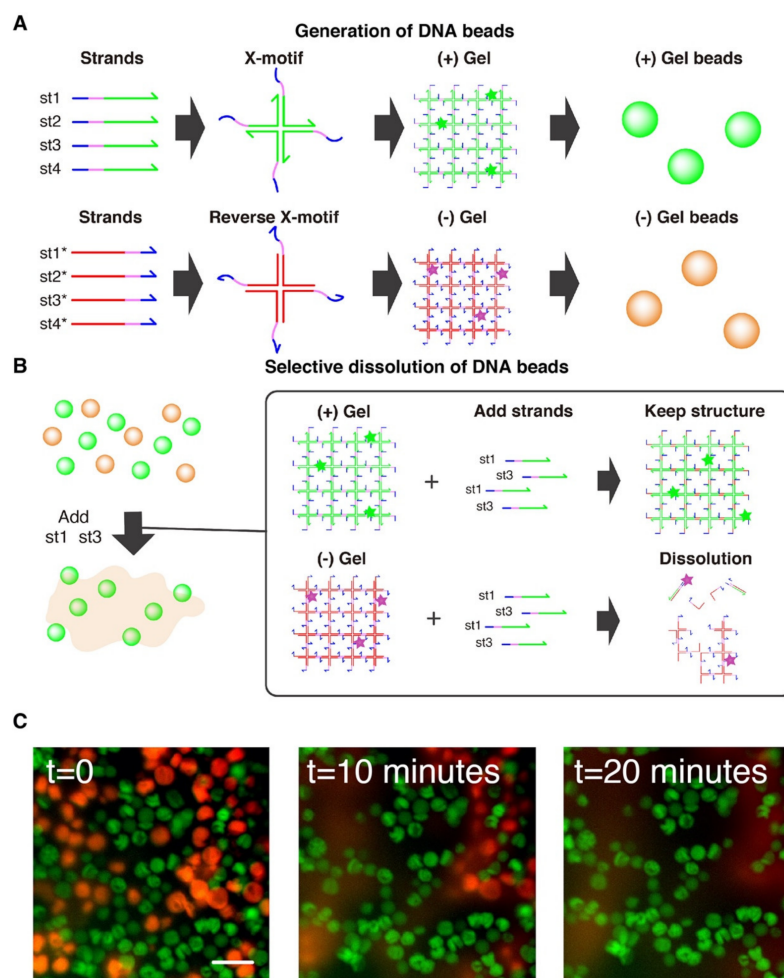 A
Generation of DNA beads
Strands
X-motif
(+) Gel
(+) Gel beads
st1
st2
st3
st4
Strands
Reverse X-motif
(-) Gel
(-) Gel beads
st1*
st2*
st3*
st4*
B
Selective dissolution of DNA beads
(+) Gel
Add strands
Keep structure
st1
st3
st1
st3
+
Add
st1 st3
(-) Gel
Dissolution
st1
st3
st1
st3
+
C
t=0
t=10 minutes
t=20 minutes